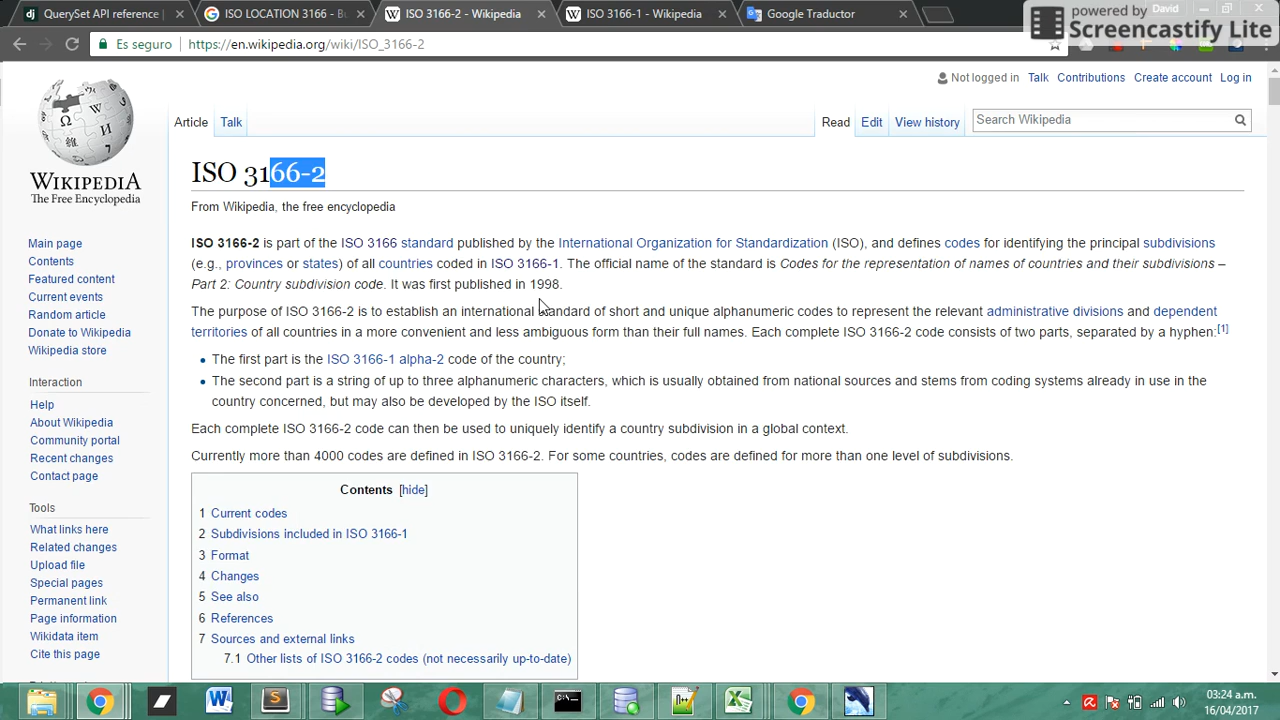 QuerySet API reference
ISO LOCATION 3166 - B
ISO 3166-2 - Wikipedia
ISO 3166-1 - Wikipedia
Google Traductor
David
powered by
Screencastify Lite
Es seguro
https://en.wikipedia.org/wiki/ISO_3166-2
Not logged in Talk Contributions Create account Log in
Article Talk Read Edit View history Search Wikipedia
WIKIPEDIA
The Free Encyclopedia
Main page
Contents
Featured content
Current events
Random article
Donate to Wikipedia
Wikipedia store
Interaction
Help
About Wikipedia
Community portal
Recent changes
Contact page
Tools
What links here
Related changes
Upload file
Special pages
Permanent link
Page information
Wikidata item
Cite this page
ISO 3166-2
From Wikipedia, the free encyclopedia
ISO 3166-2 is part of the ISO 3166 standard published by the International Organization for Standardization (ISO), and defines codes for identifying the principal subdivisions
(e.g., provinces or states) of all countries coded in ISO 3166-1. The official name of the standard is Codes for the representation of names of countries and their subdivisions –
Part 2: Country subdivision code. It was first published in 1998.
The purpose of ISO 3166-2 is to establish an international standard of short and unique alphanumeric codes to represent the relevant administrative divisions and dependent
territories of all countries in a more convenient and less ambiguous form than their full names. Each complete ISO 3166-2 code consists of two parts, separated by a hyphen:[1]
• The first part is the ISO 3166-1 alpha-2 code of the country;
• The second part is a string of up to three alphanumeric characters, which is usually obtained from national sources and stems from coding systems already in use in the
country concerned, but may also be developed by the ISO itself.
Each complete ISO 3166-2 code can then be used to uniquely identify a country subdivision in a global context.
Currently more than 4000 codes are defined in ISO 3166-2. For some countries, codes are defined for more than one level of subdivisions.
Contents [hide]
1 Current codes
2 Subdivisions included in ISO 3166-1
3 Format
4 Changes
5 See also
6 References
7 Sources and external links
7.1 Other lists of ISO 3166-2 codes (not necessarily up-to-date)
03:24 a.m.
16/04/2017